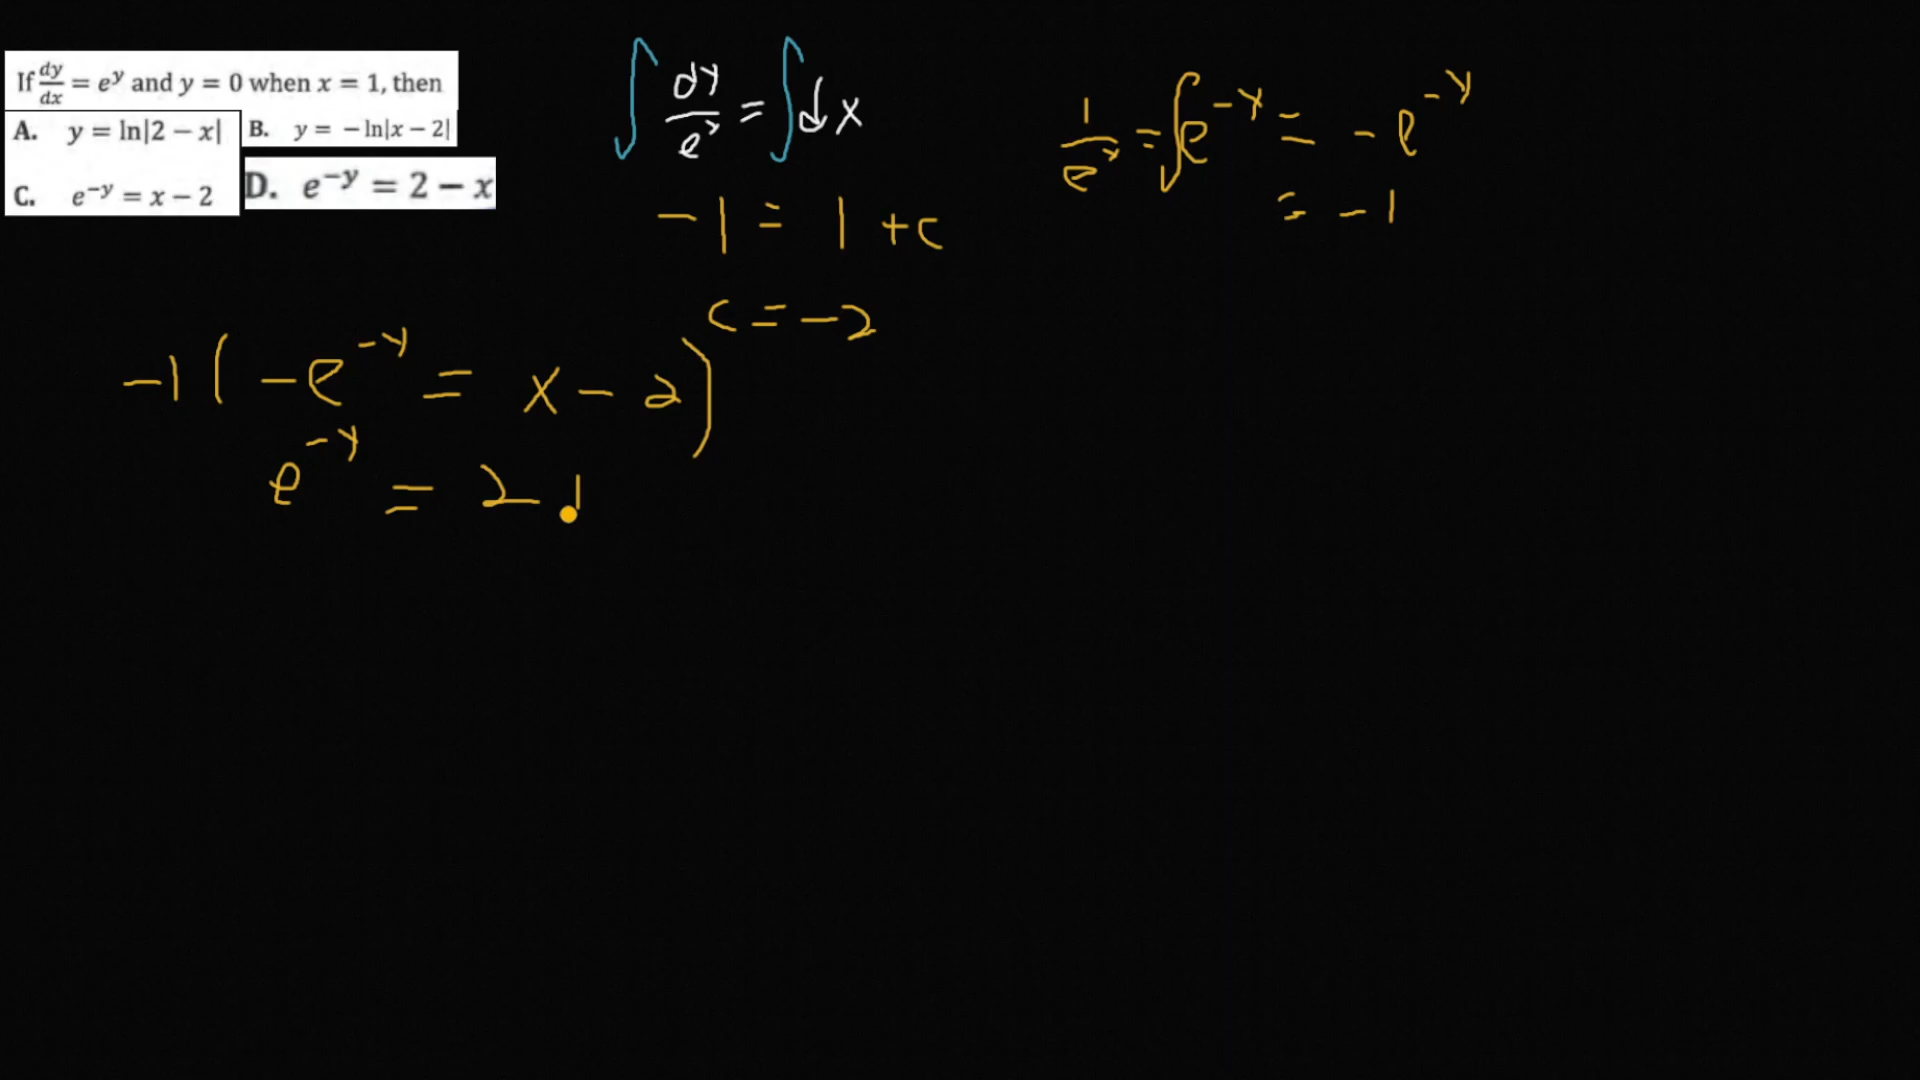 If dy/dx = e^y and y = 0 when x = 1, then
A. y = ln|2 − x| B. y = − ln|x − 2|
C. e^−y = x − 2 D. e^−y = 2 − x
∫ dy/e^y = ∫ dx
−1 = 1 + c
c = −2
1/e^y = ∫ e^−y = − e^−y
= −1
−1 ( −e^−y = x − 2 )
e^−y = 2